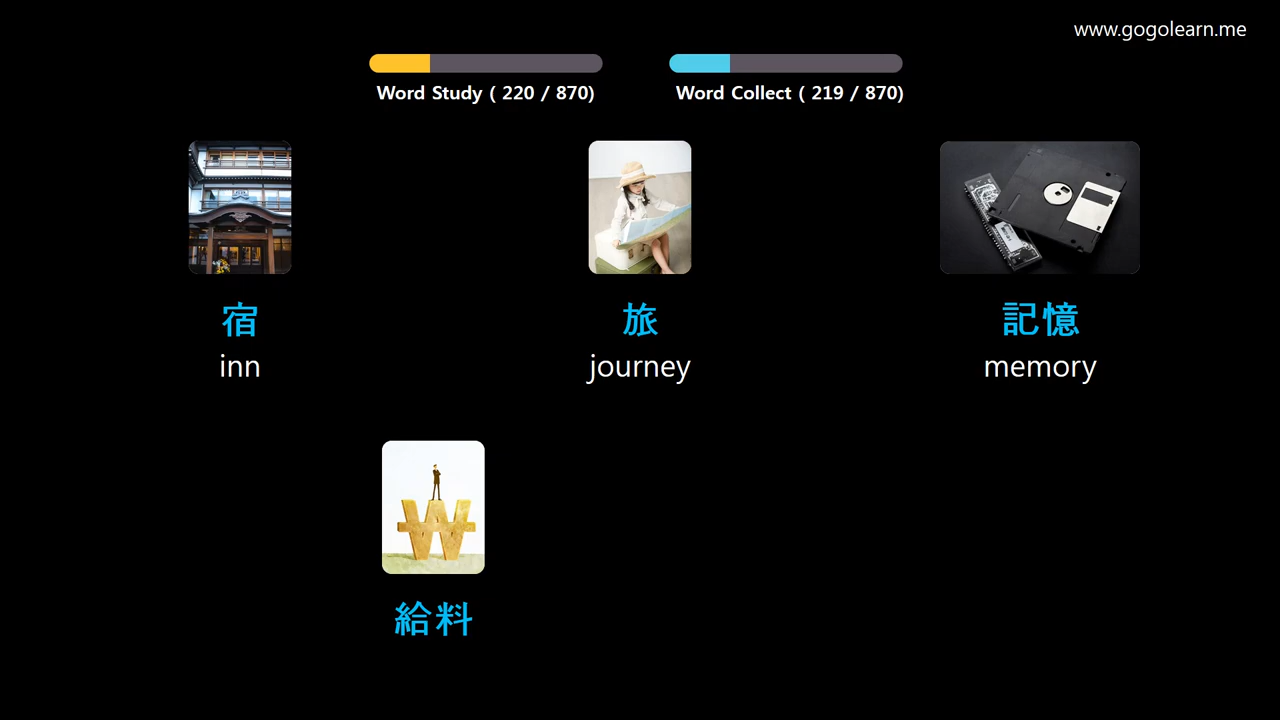 www.gogolearn.me
Word Study ( 220 / 870)
Word Collect ( 219 / 870)
宿
inn
旅
journey
記憶
memory
給料